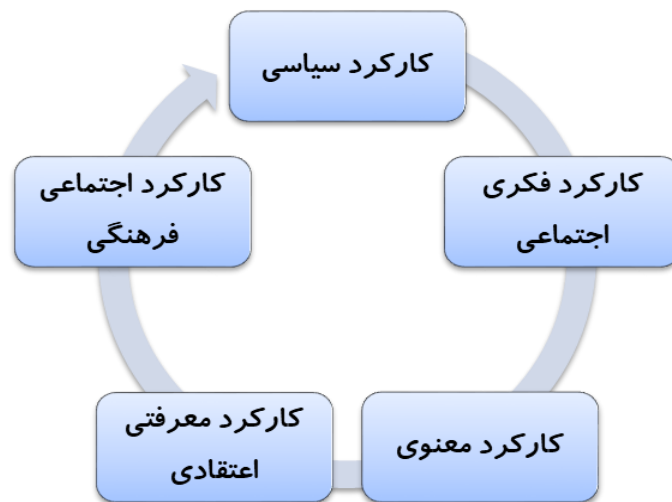 کارکرد سیاسی
کارکرد فکری
اجتماعی
کارکرد معنوی
کارکرد معرفتی
اعتقادی
کارکرد اجتماعی
فرهنگی